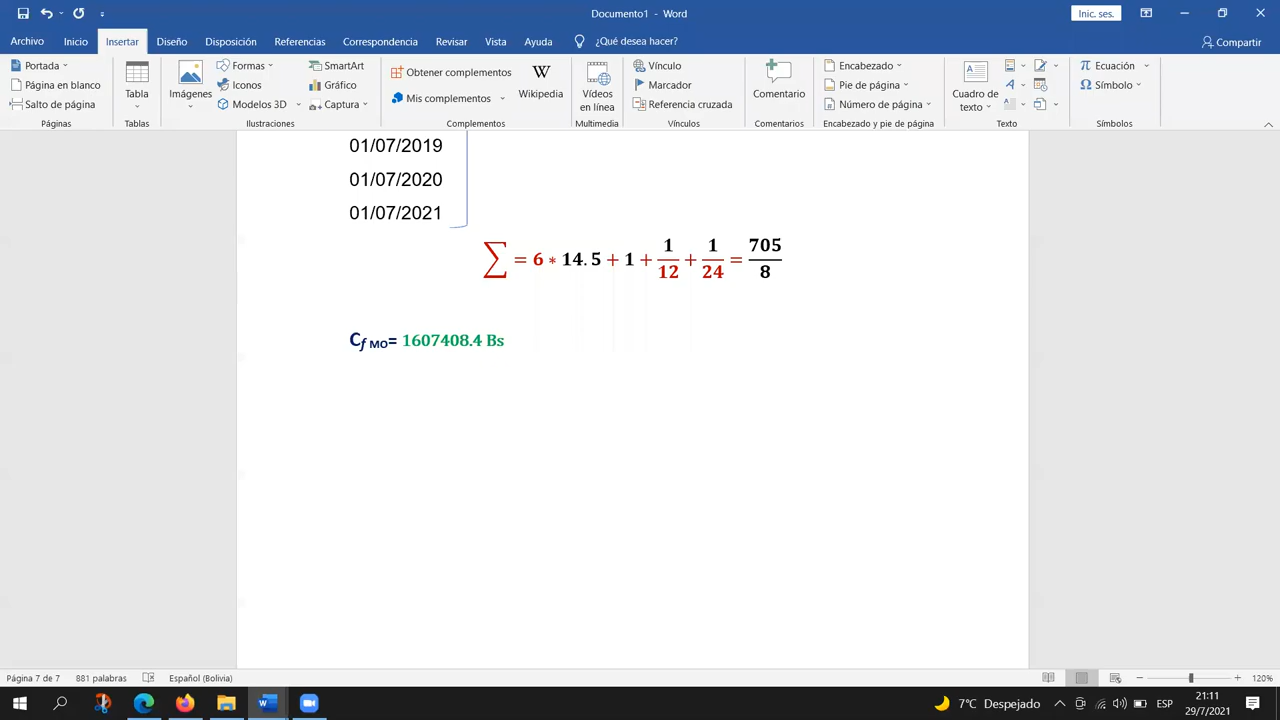 Documento1 - Word
Inic. ses.
Archivo Inicio Insertar Diseño Disposición Referencias Correspondencia Revisar Vista Ayuda ¿Qué desea hacer? Compartir
Portada
Página en blanco
Salto de página
Páginas
Tabla
Tablas
Imágenes
Formas
Iconos
Modelos 3D
SmartArt
Gráfico
Captura
Ilustraciones
Obtener complementos
Mis complementos
Wikipedia
Complementos
Vídeos en línea
Multimedia
Vínculo
Marcador
Referencia cruzada
Vínculos
Comentario
Comentarios
Encabezado
Pie de página
Número de página
Encabezado y pie de página
Cuadro de texto
Texto
Ecuación
Símbolo
Símbolos
01/07/2019
01/07/2020
01/07/2021
∑ = 6 * 14.5 + 1 + 1/12 + 1/24 = 705/8
Cf MO= 1607408.4 Bs
Página 7 de 7 881 palabras Español (Bolivia) 120%
7°C Despejado ESP 21:11
29/7/2021